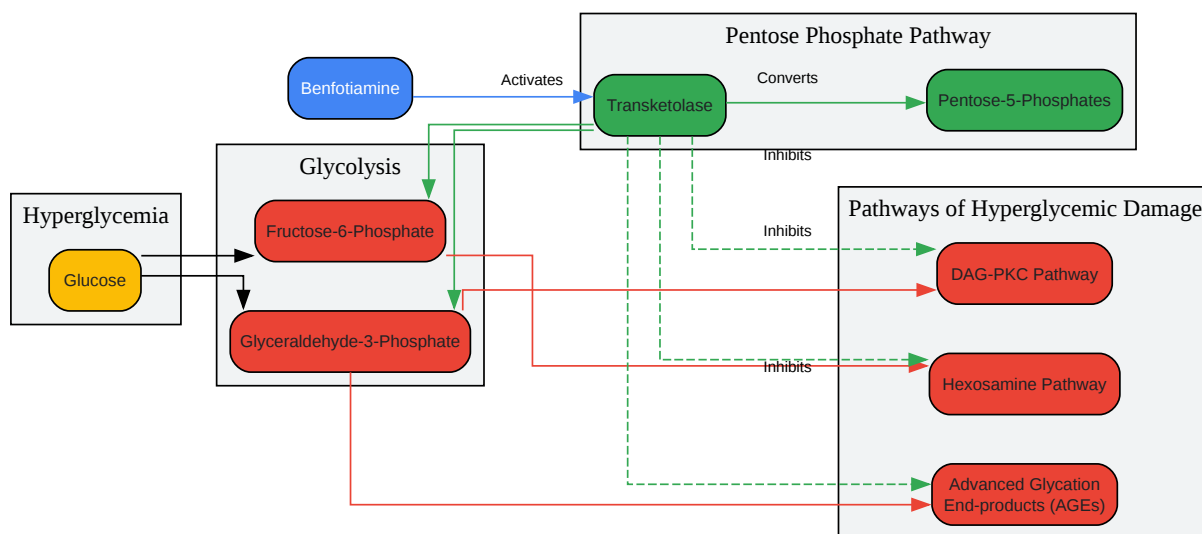 Pentose Phosphate Pathway
Benfotiamine
Activates
Transketolase
Converts
Pentose-5-Phosphates
Inhibits
Glycolysis
Hyperglycemia
Fructose-6-Phosphate
Glucose
Glyceraldehyde-3-Phosphate
Pathways of Hyperglycemic Damage
Inhibits
DAG-PKC Pathway
Inhibits
Hexosamine Pathway
Advanced Glycation
End-products (AGEs)